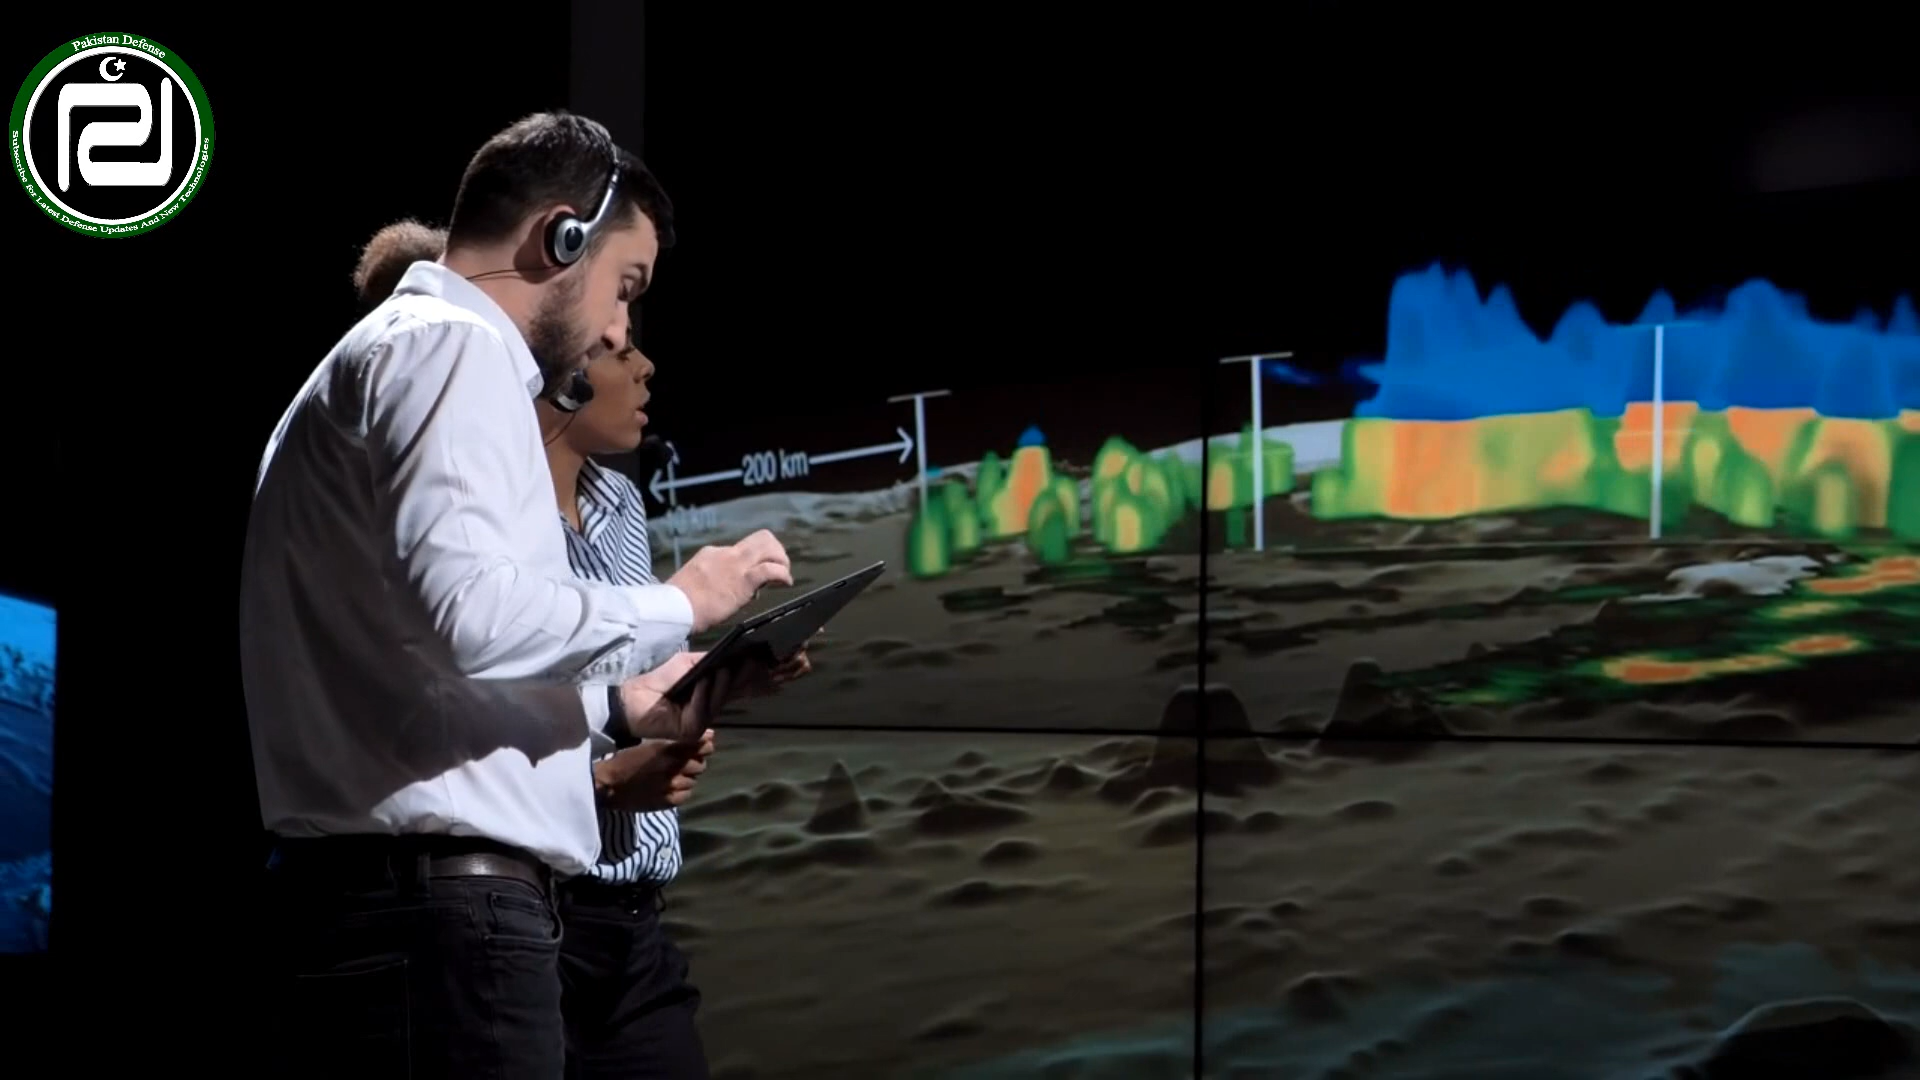 Pakistan Defense
Subscribe for Latest Defense Updates And New Technologies
200 km